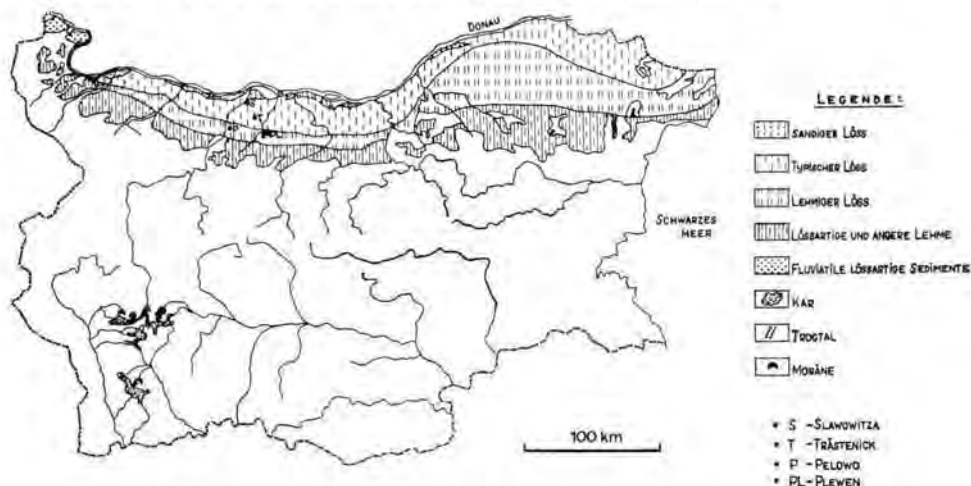 DONAU
SCHWARZES
MEER
100 km
LEGENDE:
SANDIGER LÖSS
TYPISCHER LÖSS
LEHMIGER LÖSS
LÖSSARTIGE UND ANDERE LEHME
FLUVIATILE LÖSSARTIGE SEDIMENTE
KAR
TROGTAL
MORÄNE
S - SLAWOWITZA
T - TRÄSTENICK
P - PELOWO
PL - PLEWEN